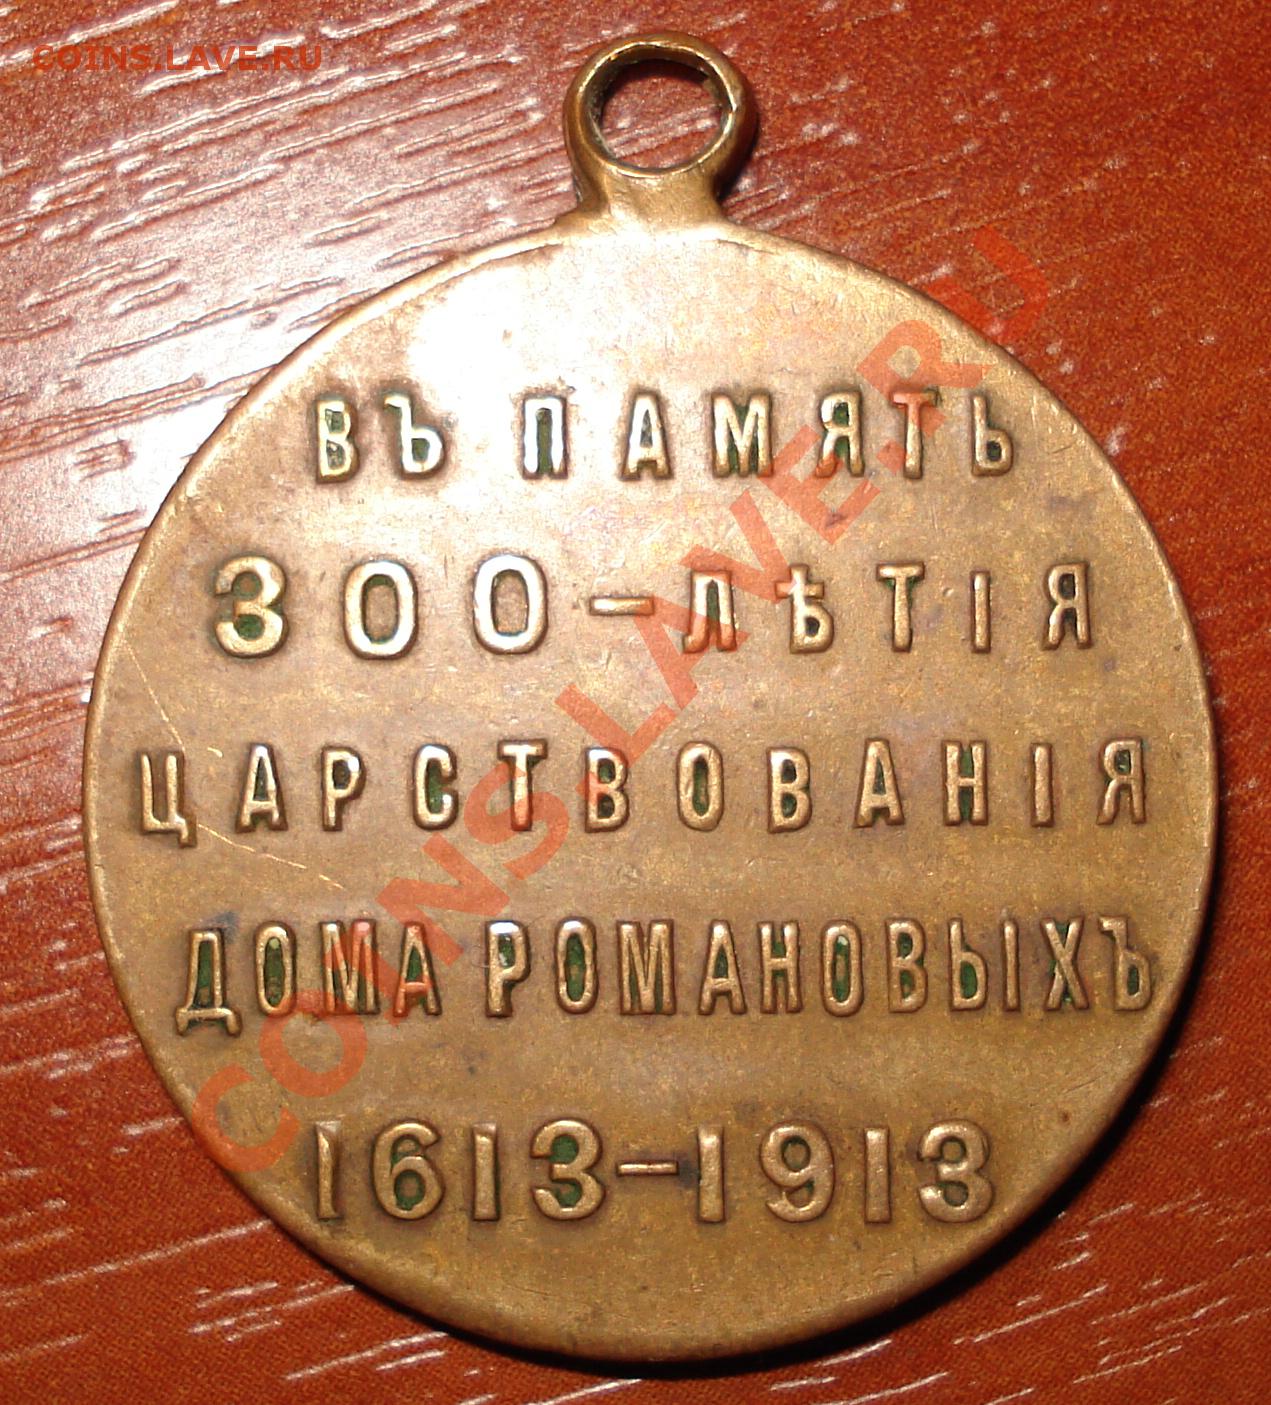 COINS.LAVE.RU
ВЪ ПАМЯТЬ
300-ЛѢТІЯ
ЦАРСТВОВАНІЯ
ДОМА РОМАНОВЫХЪ
1613-1913
COINS.LAVE.RU